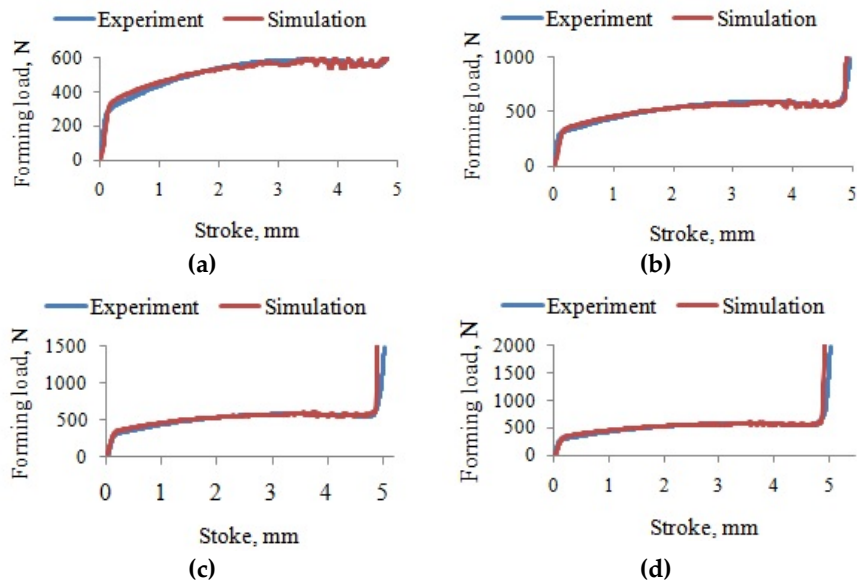 Experiment Simulation
Forming load, N
600
400
200
0
0 1 2 3 4 5
Stroke, mm
(a)
Experiment Simulation
Forming load, N
1000
500
0
0 1 2 3 4 5
Stroke, mm
(b)
Experiment Simulation
Forming load, N
1500
1000
500
0
0 1 2 3 4 5
Stoke, mm
(c)
Experiment Simulation
Forming load, N
2000
1500
1000
500
0
0 1 2 3 4 5
Stroke, mm
(d)